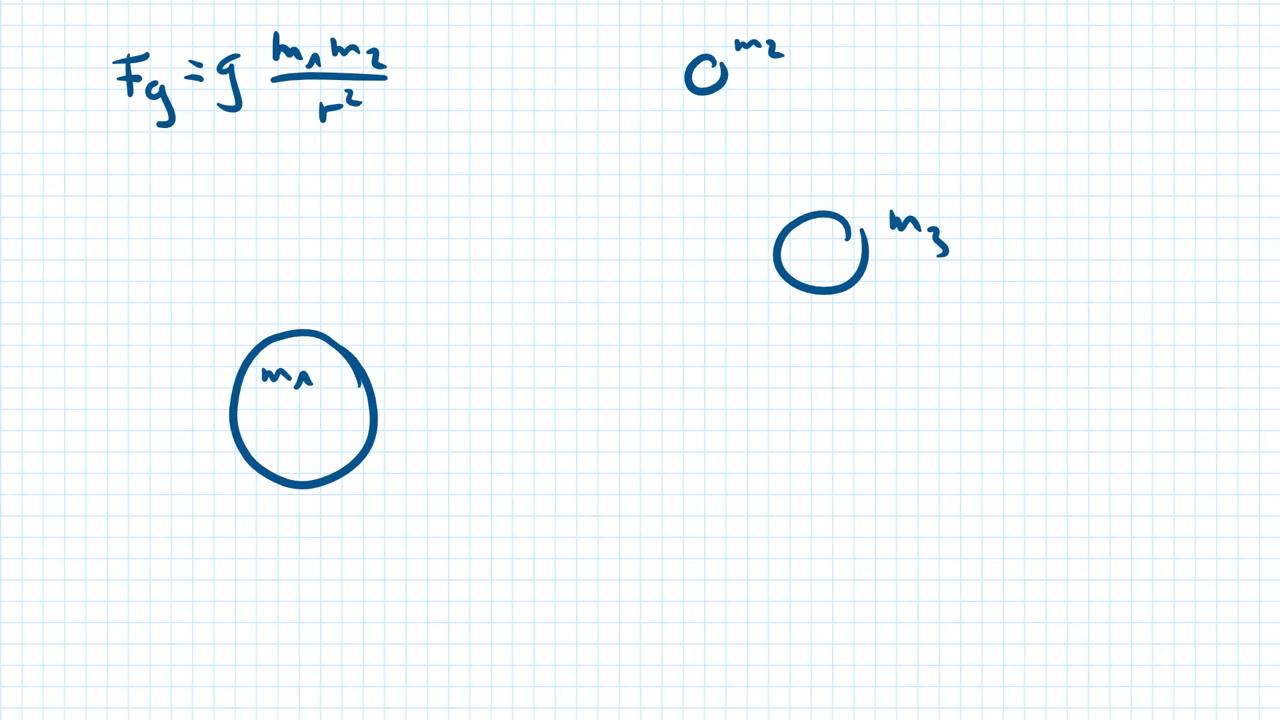 Fg = g m₁m₂/r²
m₂
m₃
m₁